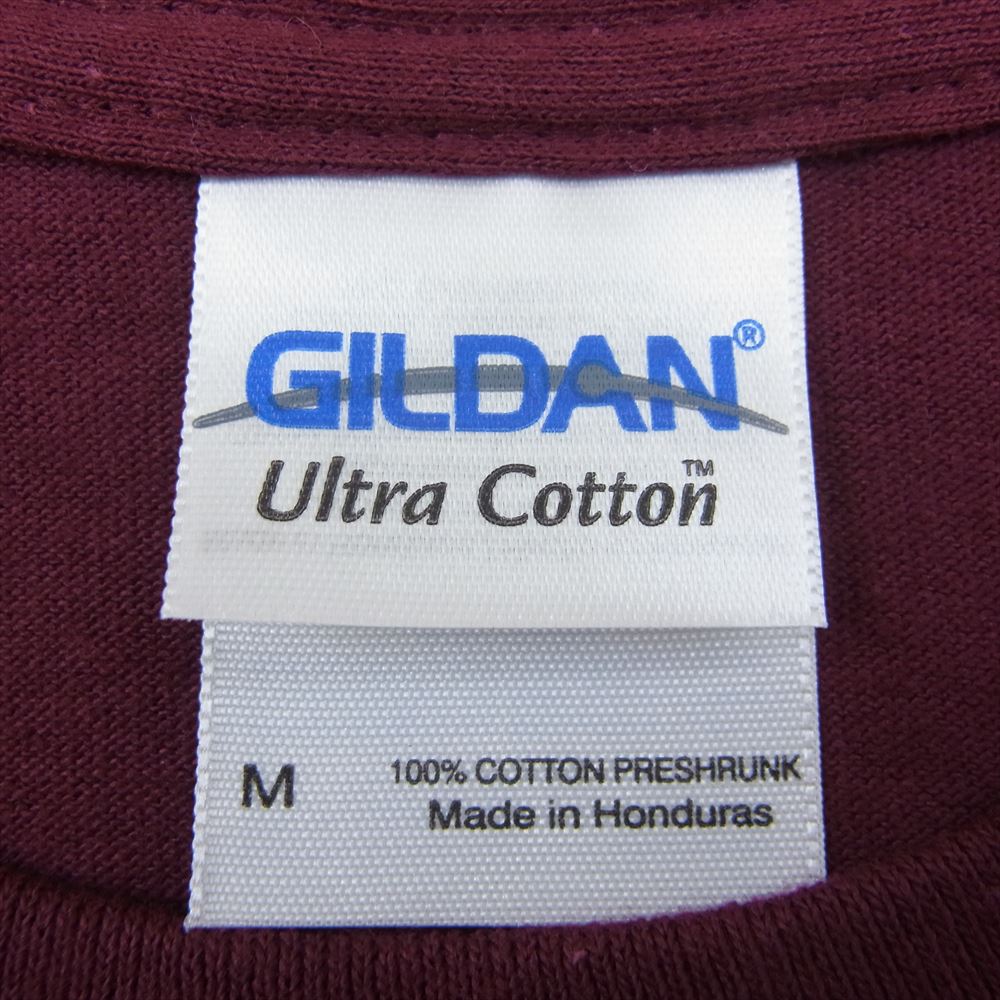 GILDAN®
Ultra Cotton™
M 100% COTTON PRESHRUNK
Made in Honduras